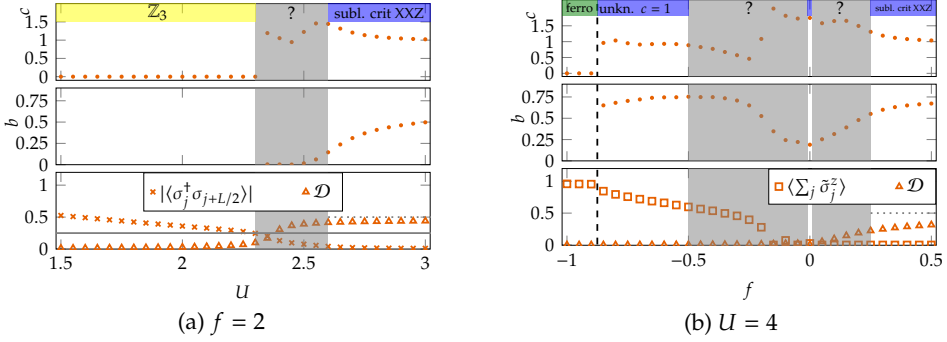 ℤ₃ ? subl. crit XXZ
c
1.5
1
0.5
0
b
0.75
0.5
0.25
0
|⟨σ†ⱼσⱼ₊L/₂⟩| 𝒟
1
0.5
0
1.5 2 2.5 3
U
(a) f = 2
ferro unkn. c = 1 ? ? subl. crit XXZ
c
1.5
1
0.5
0
b
0.75
0.5
0.25
0
⟨∑ⱼ σ̃ᶻⱼ⟩ 𝒟
1
0.5
0
−1 −0.5 0 0.5
f
(b) U = 4